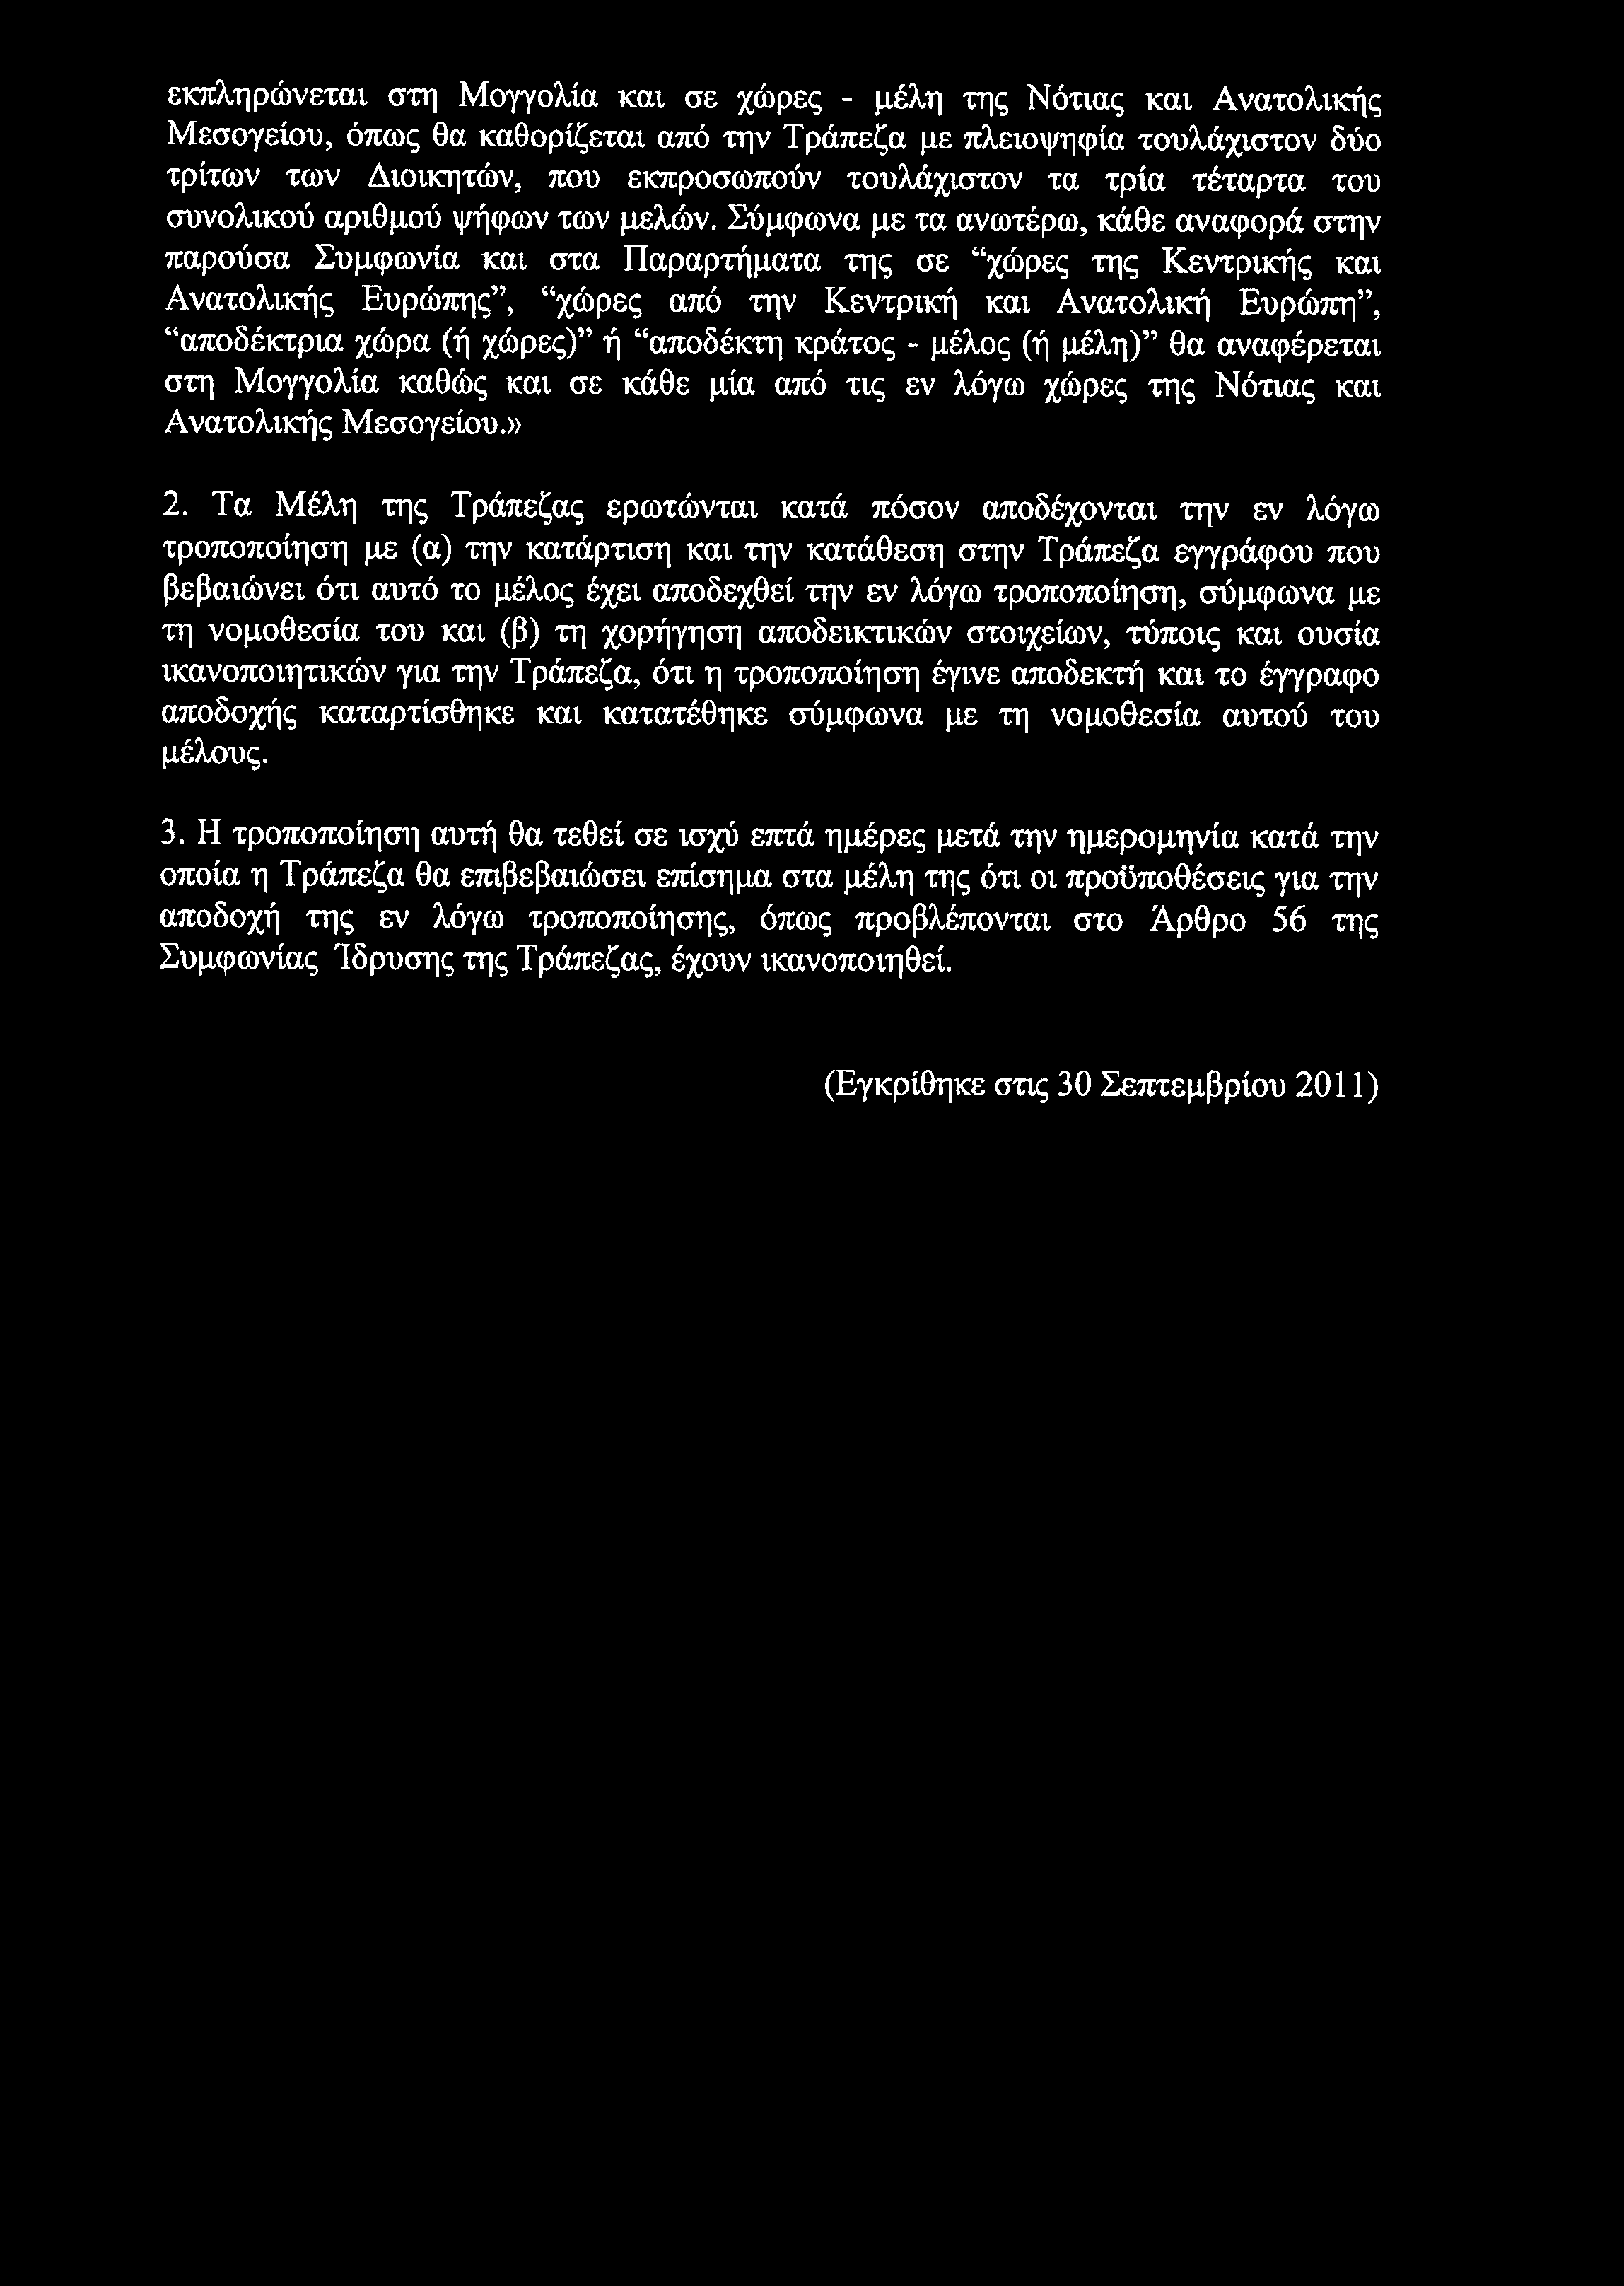 εκπληρώνεται στη Μογγολία και σε χώρες - μέλη της Νότιας και Ανατολικής
Μεσογείου, όπως θα καθορίζεται από την Τράπεζα με πλειοψηφία τουλάχιστον δύο
τρίτων των Διοικητών, που εκπροσωπούν τουλάχιστον τα τρία τέταρτα του
συνολικού αριθμού ψήφων των μελών. Σύμφωνα με τα ανωτέρω, κάθε αναφορά στην
παρούσα Συμφωνία και στα Παραρτήματα της σε “χώρες της Κεντρικής και
Ανατολικής Ευρώπης”, “χώρες από την Κεντρική και Ανατολική Ευρώπη”,
“αποδέκτρια χώρα (ή χώρες)” ή “αποδέκτη κράτος - μέλος (ή μέλη)” θα αναφέρεται
στη Μογγολία καθώς και σε κάθε μία από τις εν λόγω χώρες της Νότιας και
Ανατολικής Μεσογείου.»
2. Τα Μέλη της Τράπεζας ερωτώνται κατά πόσον αποδέχονται την εν λόγω
τροποποίηση με (α) την κατάρτιση και την κατάθεση στην Τράπεζα εγγράφου που
βεβαιώνει ότι αυτό το μέλος έχει αποδεχθεί την εν λόγω τροποποίηση, σύμφωνα με
τη νομοθεσία του και (β) τη χορήγηση αποδεικτικών στοιχείων, τύποις και ουσία
ικανοποιητικών για την Τράπεζα, ότι η τροποποίηση έγινε αποδεκτή και το έγγραφο
αποδοχής καταρτίσθηκε και κατατέθηκε σύμφωνα με τη νομοθεσία αυτού του
μέλους.
3. Η τροποποίηση αυτή θα τεθεί σε ισχύ επτά ημέρες μετά την ημερομηνία κατά την
οποία η Τράπεζα θα επιβεβαιώσει επίσημα στα μέλη της ότι οι προϋποθέσεις για την
αποδοχή της εν λόγω τροποποίησης, όπως προβλέπονται στο Άρθρο 56 της
Συμφωνίας Ίδρυσης της Τράπεζας, έχουν ικανοποιηθεί.
(Εγκρίθηκε στις 30 Σεπτεμβρίου 2011)